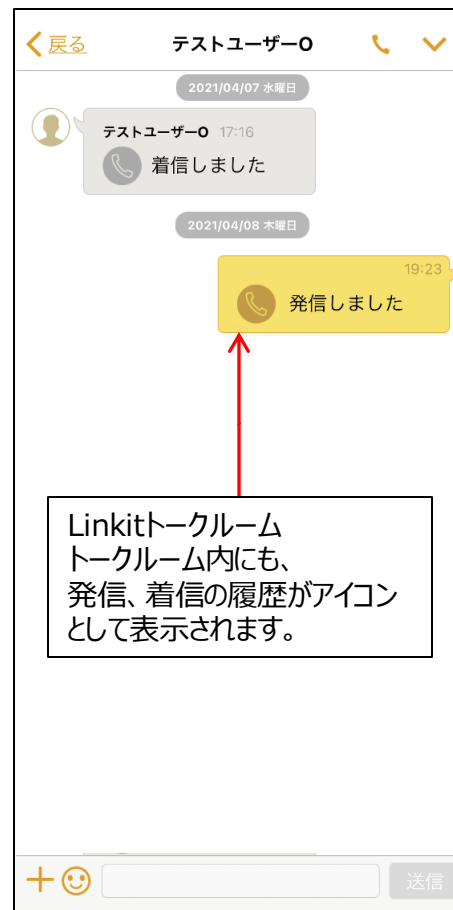 戻る
テストユーザーO
2021/04/07 水曜日
テストユーザーO 17:16
着信しました
2021/04/08 木曜日
19:23
発信しました
Linkitトークルーム
トークルーム内にも、
発信、着信の履歴がアイコン
として表示されます。
送信